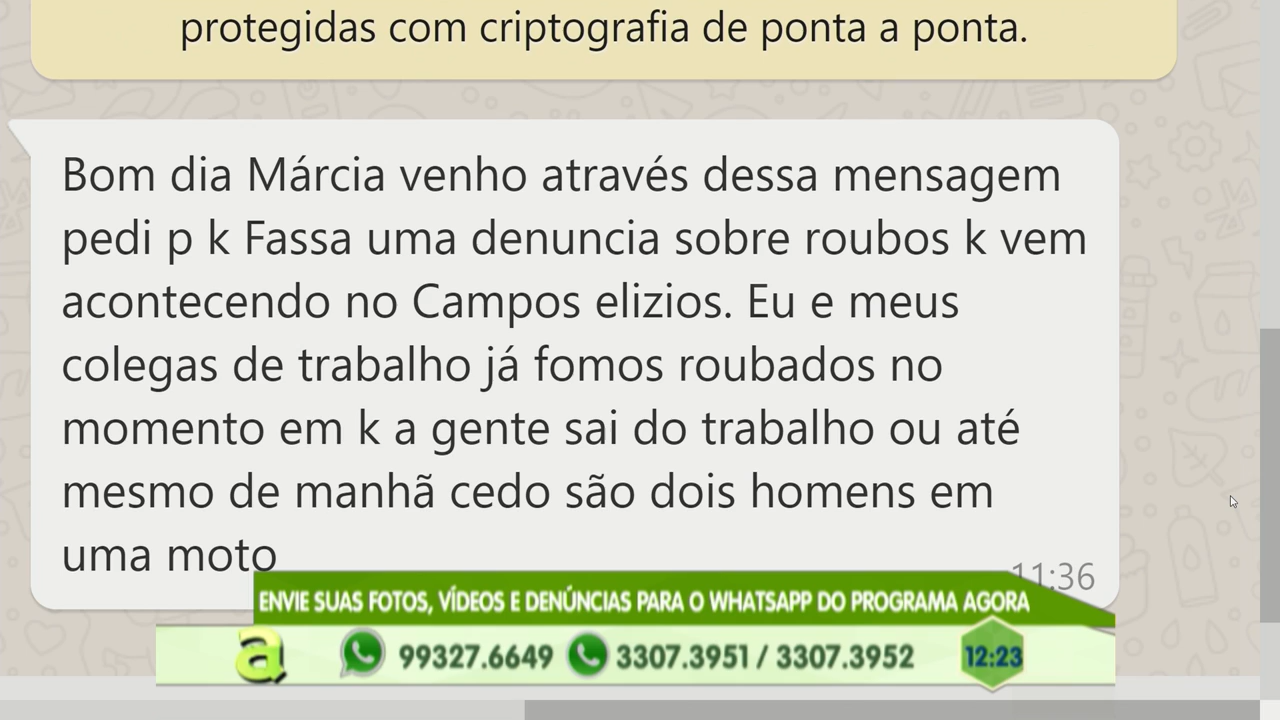 protegidas com criptografia de ponta a ponta.
Bom dia Márcia venho através dessa mensagem
pedi p k Fassa uma denuncia sobre roubos k vem
acontecendo no Campos elizios. Eu e meus
colegas de trabalho já fomos roubados no
momento em k a gente sai do trabalho ou até
mesmo de manhã cedo são dois homens em
uma moto
11:36
ENVIE SUAS FOTOS, VÍDEOS E DENÚNCIAS PARA O WHATSAPP DO PROGRAMA AGORA
a 99327.6649 3307.3951 / 3307.3952 12:23